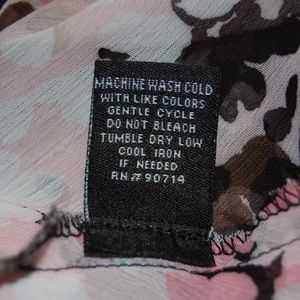 MACHINE WASH COLD
WITH LIKE COLORS
GENTLE CYCLE
DO NOT BLEACH
TUMBLE DRY LOW
COOL IRON
IF NEEDED
RN#90714